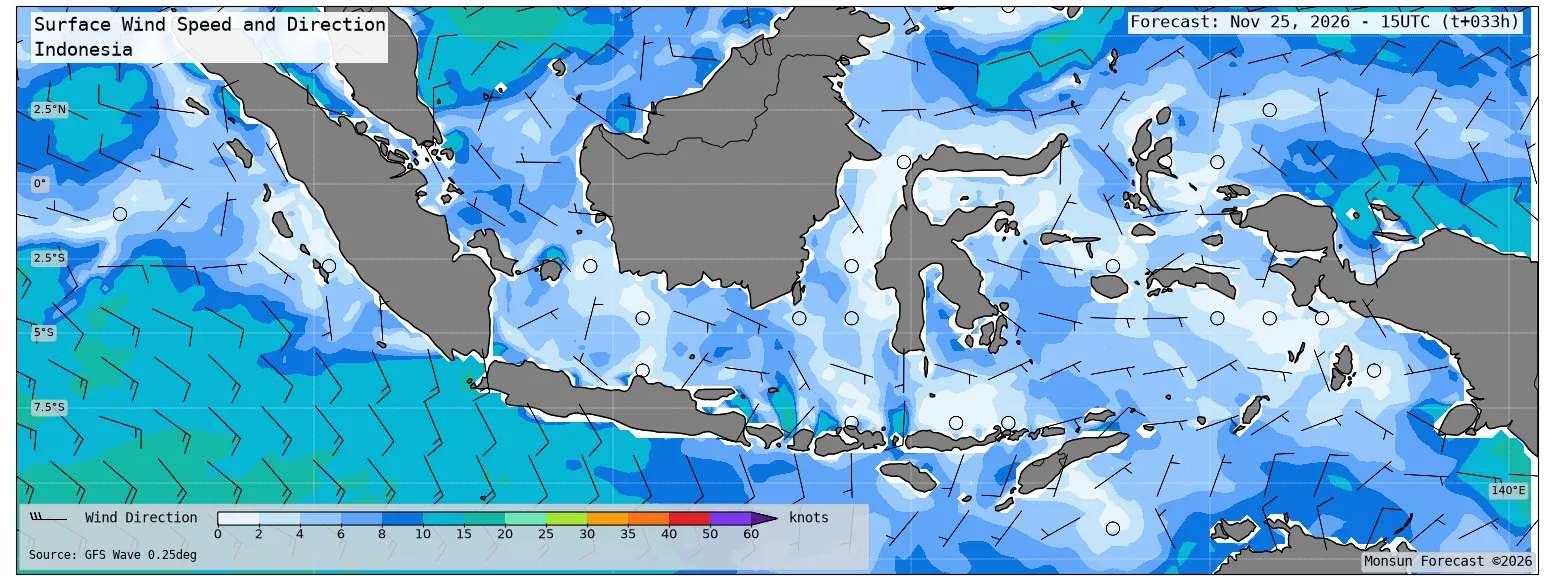 Surface Wind Speed and Direction
Indonesia
Forecast: Nov 25, 2026 - 15UTC (t+033h)
2.5°N
0°
2.5°S
5°S
7.5°S
140°E
Wind Direction
0 2 4 6 8 10 15 20 25 30 35 40 50 60
knots
Source: GFS Wave 0.25deg
Monsun Forecast ©2026